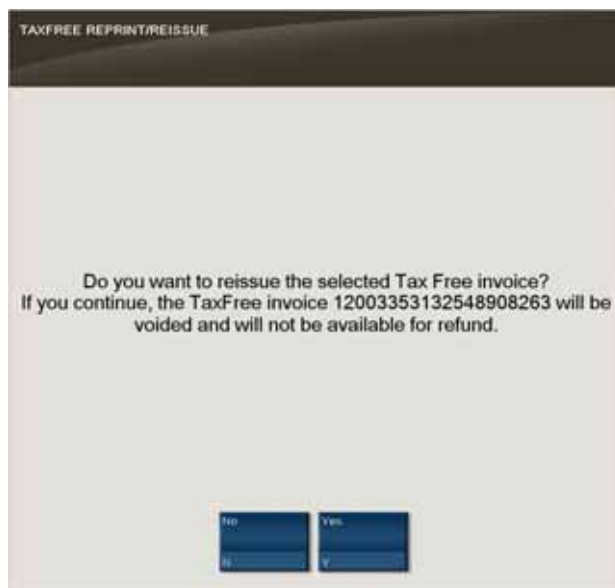 TAXFREE REPRINT/REISSUE
Do you want to reissue the selected Tax Free invoice?
If you continue, the TaxFree invoice 12003353132548908263 will be
voided and will not be available for refund.
No
Yes
N
Y